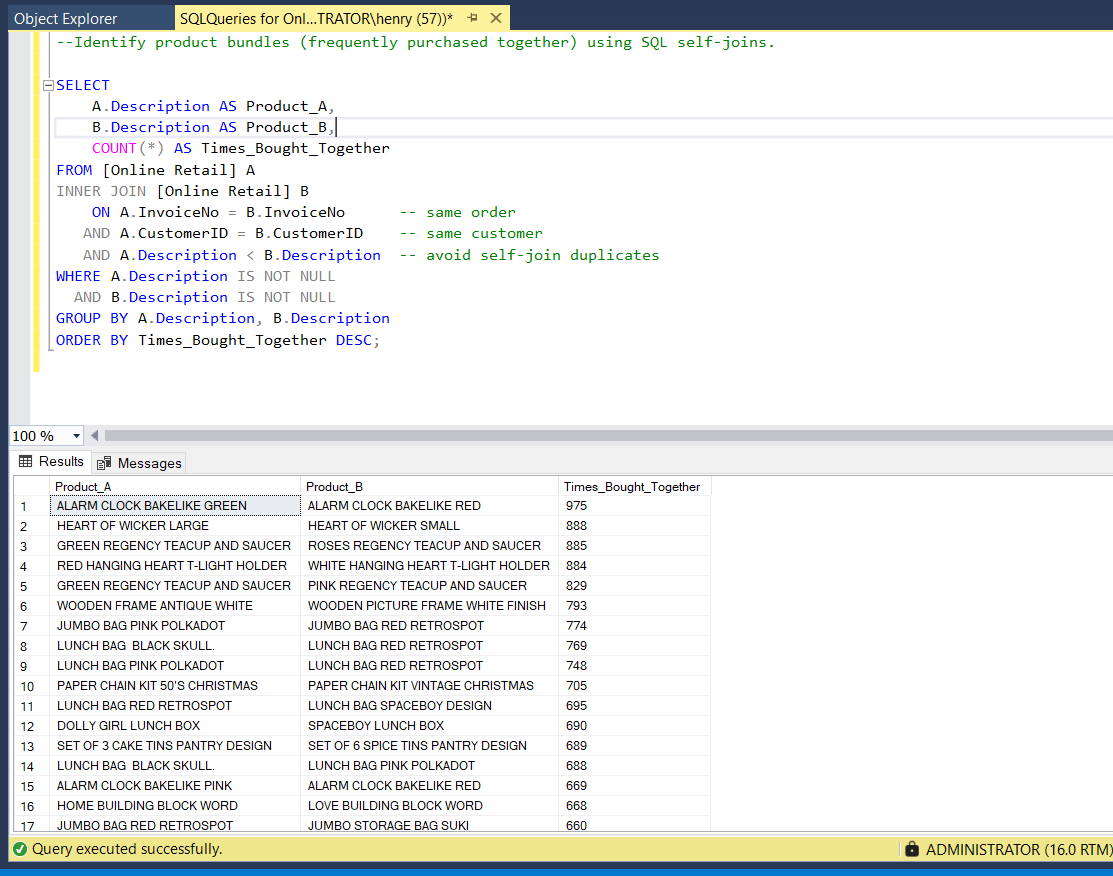 Object Explorer
SQLQueries for Onl...TRATOR\henry (57))*
--Identify product bundles (frequently purchased together) using SQL self-joins.
SELECT
    A.Description AS Product_A,
    B.Description AS Product_B,
    COUNT(*) AS Times_Bought_Together
FROM [Online Retail] A
INNER JOIN [Online Retail] B
    ON A.InvoiceNo = B.InvoiceNo      -- same order
   AND A.CustomerID = B.CustomerID    -- same customer
   AND A.Description < B.Description  -- avoid self-join duplicates
WHERE A.Description IS NOT NULL
  AND B.Description IS NOT NULL
GROUP BY A.Description, B.Description
ORDER BY Times_Bought_Together DESC;
100 %
Results Messages
Product_A Product_B Times_Bought_Together
1 ALARM CLOCK BAKELIKE GREEN ALARM CLOCK BAKELIKE RED 975
2 HEART OF WICKER LARGE HEART OF WICKER SMALL 888
3 GREEN REGENCY TEACUP AND SAUCER ROSES REGENCY TEACUP AND SAUCER 885
4 RED HANGING HEART T-LIGHT HOLDER WHITE HANGING HEART T-LIGHT HOLDER 884
5 GREEN REGENCY TEACUP AND SAUCER PINK REGENCY TEACUP AND SAUCER 829
6 WOODEN FRAME ANTIQUE WHITE WOODEN PICTURE FRAME WHITE FINISH 793
7 JUMBO BAG PINK POLKADOT JUMBO BAG RED RETROSPOT 774
8 LUNCH BAG  BLACK SKULL. LUNCH BAG RED RETROSPOT 769
9 LUNCH BAG PINK POLKADOT LUNCH BAG RED RETROSPOT 748
10 PAPER CHAIN KIT 50'S CHRISTMAS PAPER CHAIN KIT VINTAGE CHRISTMAS 705
11 LUNCH BAG RED RETROSPOT LUNCH BAG SPACEBOY DESIGN 695
12 DOLLY GIRL LUNCH BOX SPACEBOY LUNCH BOX 690
13 SET OF 3 CAKE TINS PANTRY DESIGN SET OF 6 SPICE TINS PANTRY DESIGN 689
14 LUNCH BAG  BLACK SKULL. LUNCH BAG PINK POLKADOT 688
15 ALARM CLOCK BAKELIKE PINK ALARM CLOCK BAKELIKE RED 669
16 HOME BUILDING BLOCK WORD LOVE BUILDING BLOCK WORD 668
17 JUMBO BAG RED RETROSPOT JUMBO STORAGE BAG SUKI 660
Query executed successfully. ADMINISTRATOR (16.0 RTM)